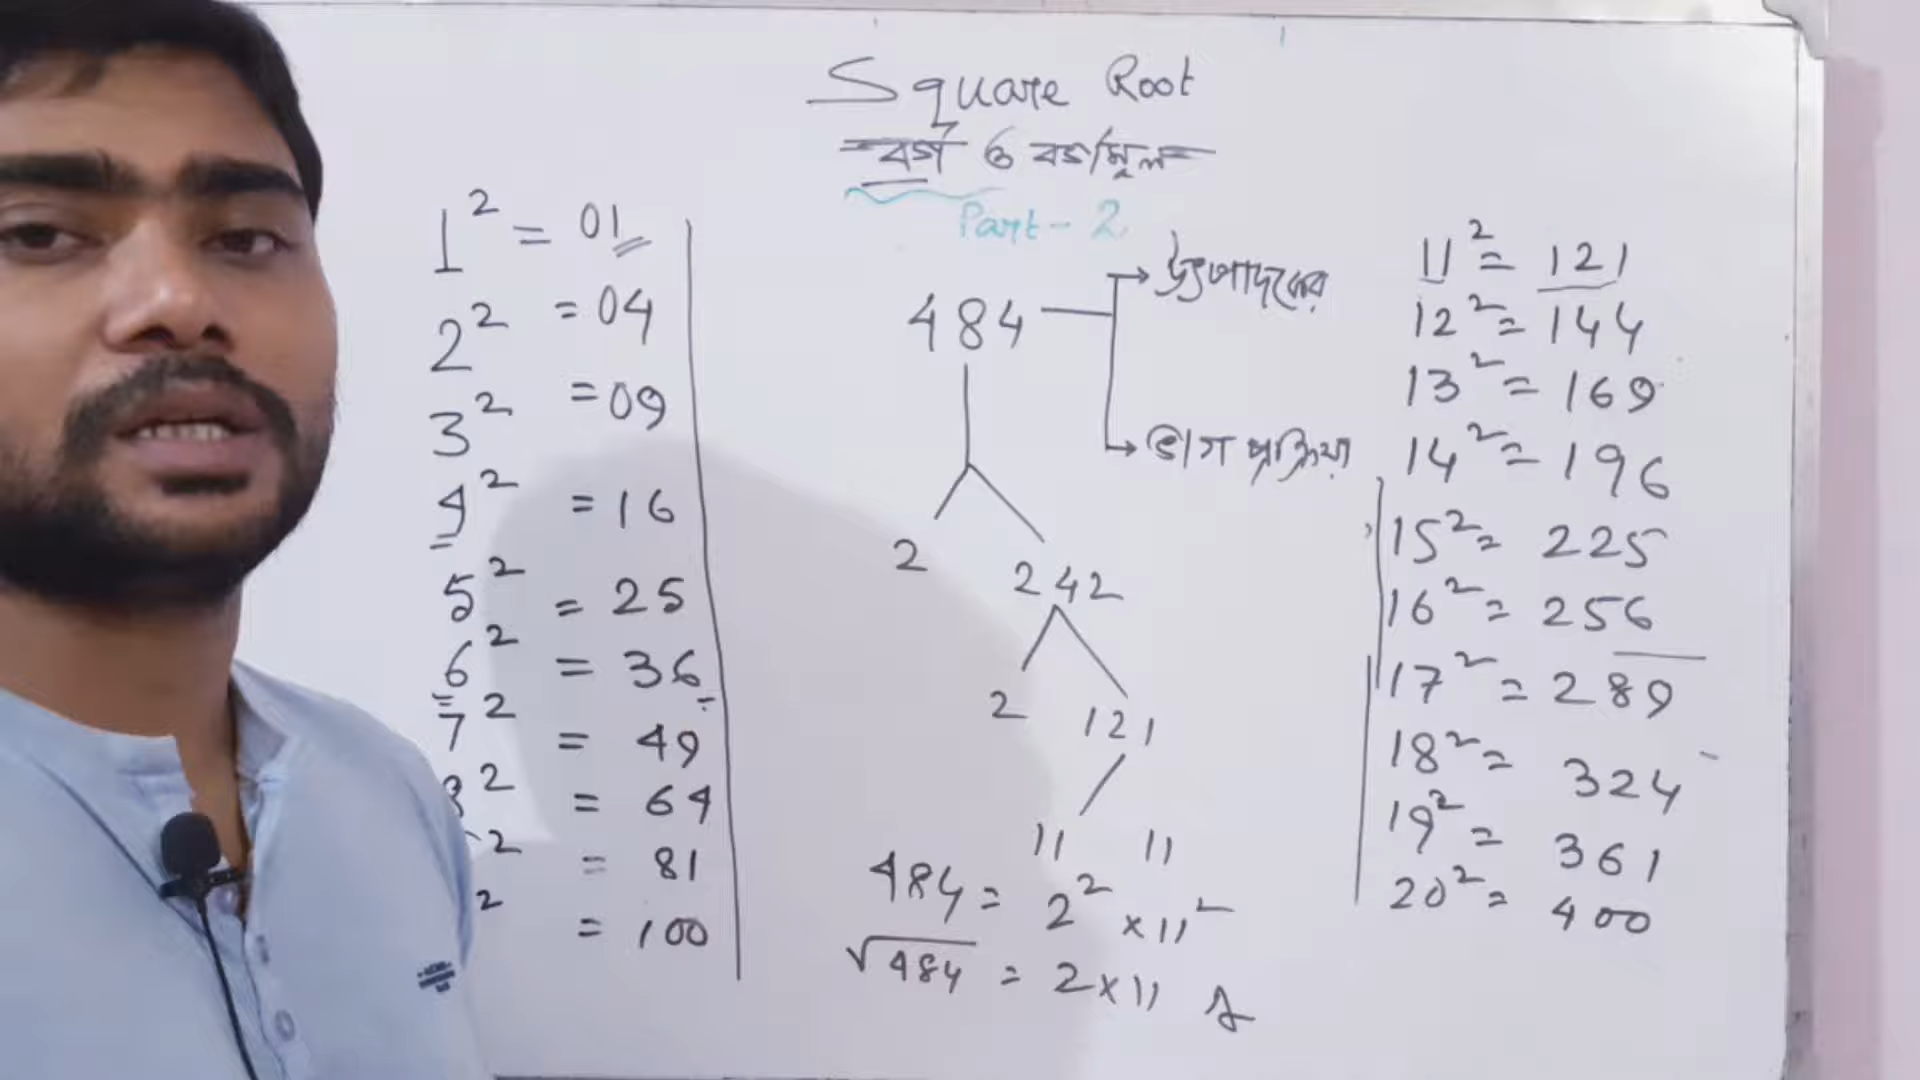 Square Root
বর্গ ও বর্গমূল
Part - 2
1² = 01
2² = 04
3² = 09
4² = 16
5² = 25
6² = 36
7² = 49
8² = 64
² = 81
² = 100
484
উৎপাদকের
ভাগ প্রক্রিয়া
2 242
2 121
11 11
484 = 2² × 11²
√484 = 2 × 11
11² = 121
12² = 144
13² = 169
14² = 196
15² = 225
16² = 256
17² = 289
18² = 324
19² = 361
20² = 400